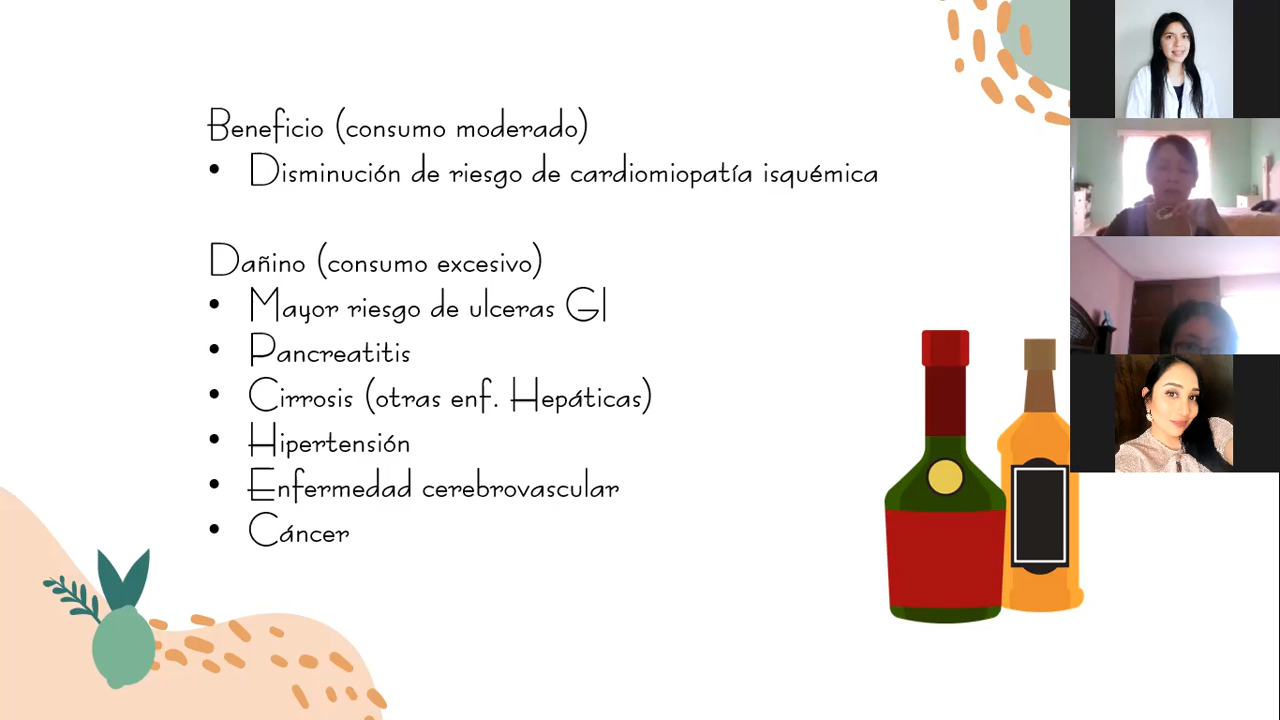 Beneficio (consumo moderado)
• Disminución de riesgo de cardiomiopatía isquémica
Dañino (consumo excesivo)
• Mayor riesgo de ulceras GI
• Pancreatitis
• Cirrosis (otras enf. Hepáticas)
• Hipertensión
• Enfermedad cerebrovascular
• Cáncer